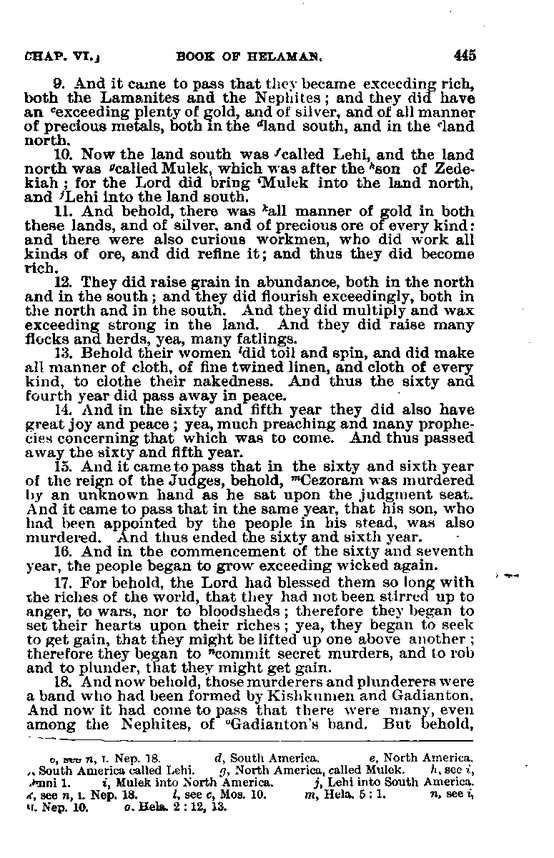 CHAP. VI.] BOOK OF HELAMAN. 445
9. And it came to pass that they became exceeding rich,
both the Lamanites and the Nephites; and they did have
an cexceeding plenty of gold, and of silver, and of all manner
of precious metals, both in the dland south, and in the eland
north.
10. Now the land south was fcalled Lehi, and the land
north was gcalled Mulek, which was after the hson of Zede-
kiah; for the Lord did bring iMulek into the land north,
and jLehi into the land south.
11. And behold, there was kall manner of gold in both
these lands, and of silver, and of precious ore of every kind:
and there were also curious workmen, who did work all
kinds of ore, and did refine it; and thus they did become
rich.
12. They did raise grain in abundance, both in the north
and in the south; and they did flourish exceedingly, both in
the north and in the south. And they did multiply and wax
exceeding strong in the land. And they did raise many
flocks and herds, yea, many fatlings.
13. Behold their women ldid toil and spin, and did make
all manner of cloth, of fine twined linen, and cloth of every
kind, to clothe their nakedness. And thus the sixty and
fourth year did pass away in peace.
14. And in the sixty and fifth year they did also have
great joy and peace; yea, much preaching and many prophe-
cies concerning that which was to come. And thus passed
away the sixty and fifth year.
15. And it came to pass that in the sixty and sixth year
of the reign of the Judges, behold, mCezoram was murdered
by an unknown hand as he sat upon the judgment seat.
And it came to pass that in the same year, that his son, who
had been appointed by the people in his stead, was also
murdered. And thus ended the sixty and sixth year.
16. And in the commencement of the sixty and seventh
year, the people began to grow exceeding wicked again.
17. For behold, the Lord had blessed them so long with
the riches of the world, that they had not been stirred up to
anger, to wars, nor to bloodsheds; therefore they began to
set their hearts upon their riches; yea, they began to seek
to get gain, that they might be lifted up one above another;
therefore they began to ncommit secret murders, and to rob
and to plunder, that they might get gain.
18. And now behold, those murderers and plunderers were
a band who had been formed by Kishkumen and Gadianton.
And now it had come to pass that there were many, even
among the Nephites, of oGadianton's band. But behold,
c, see n, I. Nep. 18. d, South America. e, North America.
f, South America called Lehi. g, North America, called Mulek. h, see i,
Omni 1. i, Mulek into North America. j, Lehi into South America.
k, see n, I. Nep. 18. l, see c, Mos. 10. m, Hela. 5:1. n, see i,
II. Nep. 10. o. Hela. 2:12, 13.